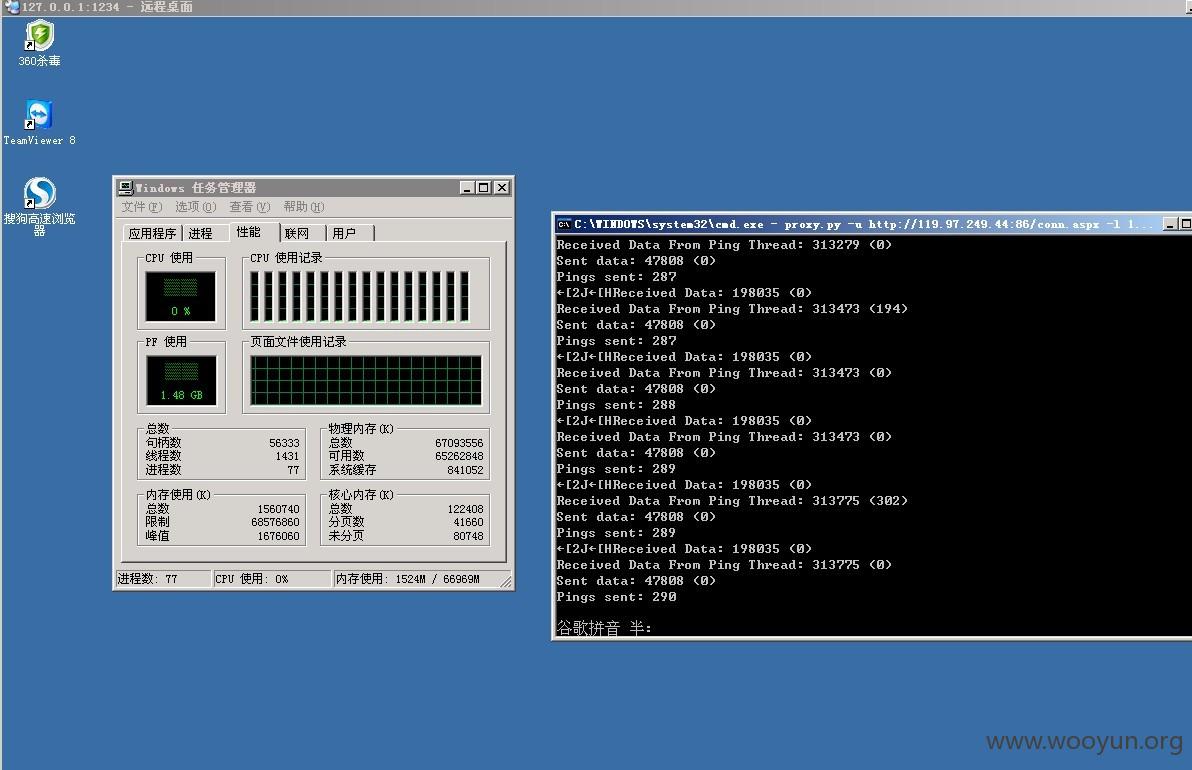 127.0.0.1:1234 - 远程桌面
360杀毒
TeamViewer 8
搜狗高速浏览
器
Windows 任务管理器
文件(F) 选项(O) 查看(V) 帮助(H)
应用程序 进程 性能 联网 用户
CPU 使用 CPU 使用记录
0 %
PF 使用 页面文件使用记录
1.48 GB
总数
句柄数 56333
线程数 1431
进程数 77
物理内存(K)
总数 67093556
可用数 65262848
系统缓存 841052
内存使用(K)
总数 1560740
限制 68576860
峰值 1676060
核心内存(K)
总数 122408
分页数 41660
未分页 80748
进程数: 77 CPU 使用: 0% 内存使用: 1524M / 66969M
C:\WINDOWS\system32\cmd.exe - proxy.py -u http://119.97.249.44:86/conn.aspx -l 1...
Received Data From Ping Thread: 313279 (0)
Sent data: 47808 (0)
Pings sent: 287
←[2J←[HReceived Data: 198035 (0)
Received Data From Ping Thread: 313473 (194)
Sent data: 47808 (0)
Pings sent: 287
←[2J←[HReceived Data: 198035 (0)
Received Data From Ping Thread: 313473 (0)
Sent data: 47808 (0)
Pings sent: 288
←[2J←[HReceived Data: 198035 (0)
Received Data From Ping Thread: 313473 (0)
Sent data: 47808 (0)
Pings sent: 289
←[2J←[HReceived Data: 198035 (0)
Received Data From Ping Thread: 313775 (302)
Sent data: 47808 (0)
Pings sent: 289
←[2J←[HReceived Data: 198035 (0)
Received Data From Ping Thread: 313775 (0)
Sent data: 47808 (0)
Pings sent: 290
谷歌拼音 半:
www.wooyun.org